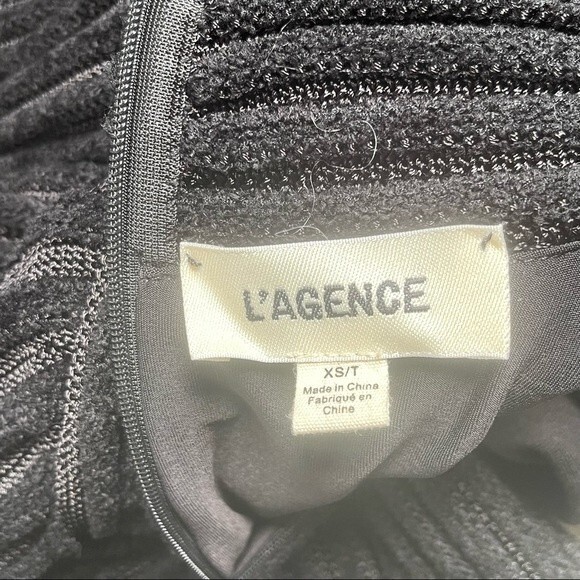 L'AGENCE
XS/T
Made in China
Fabriqué en
Chine